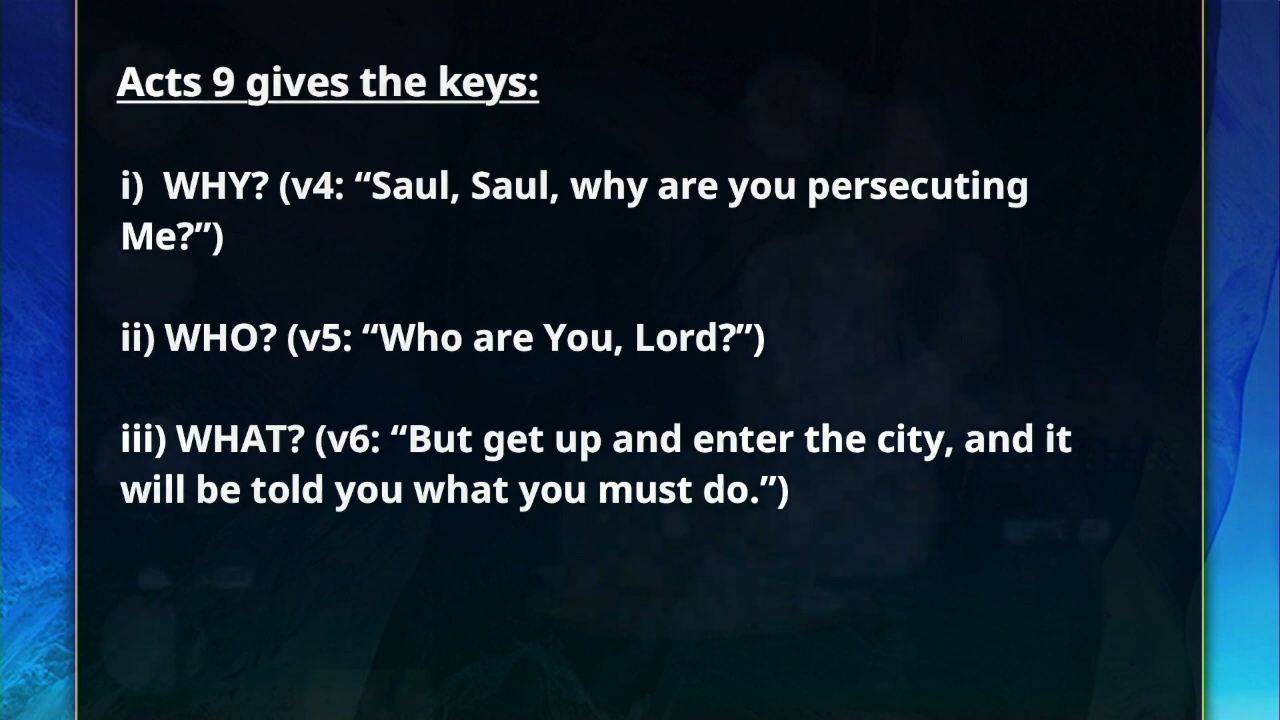 Acts 9 gives the keys:
i)  WHY? (v4: “Saul, Saul, why are you persecuting
Me?”)
ii) WHO? (v5: “Who are You, Lord?”)
iii) WHAT? (v6: “But get up and enter the city, and it
will be told you what you must do.”)